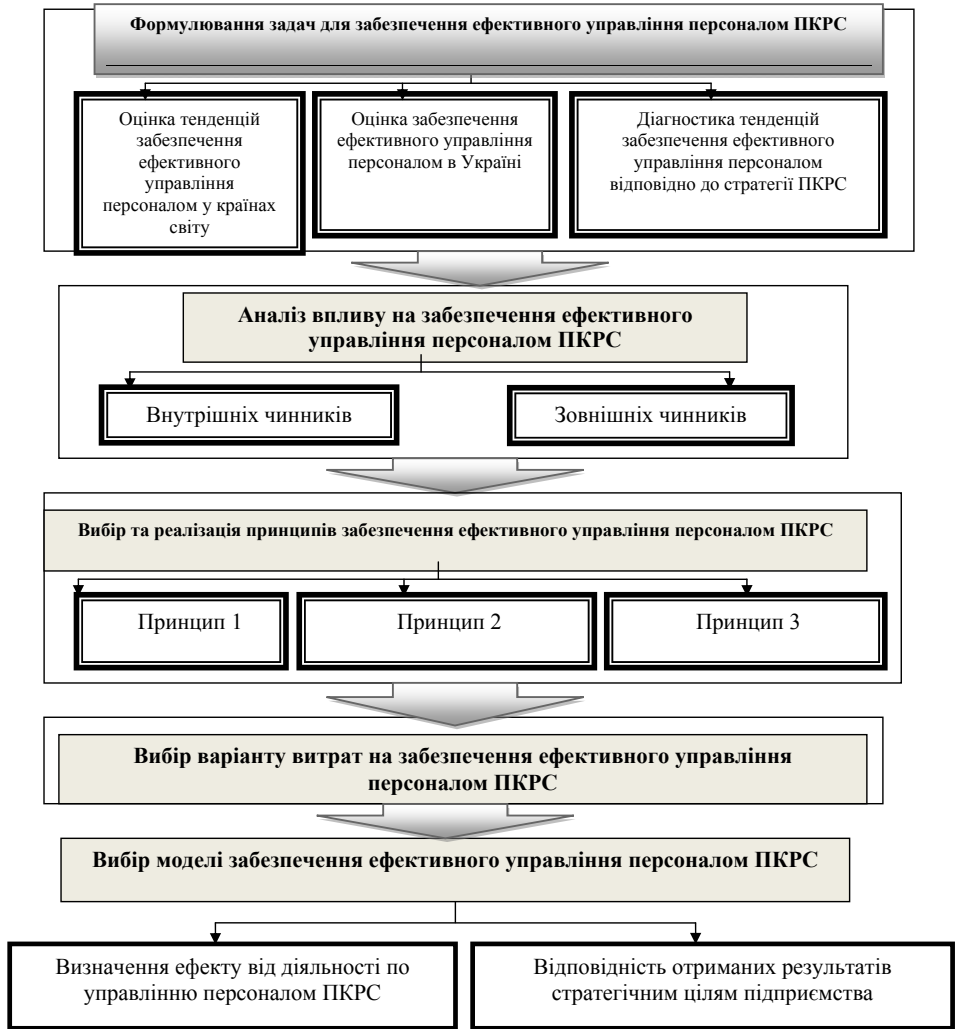 Формулювання задач для забезпечення ефективного управління персоналом ПКРС
Оцінка тенденцій
забезпечення
ефективного
управління
персоналом у країнах
світу
Оцінка забезпечення
ефективного управління
персоналом в Україні
Діагностика тенденцій
забезпечення ефективного
управління персоналом
відповідно до стратегії ПКРС
Аналіз впливу на забезпечення ефективного
управління персоналом ПКРС
Внутрішніх чинників
Зовнішніх чинників
Вибір та реалізація принципів забезпечення ефективного управління персоналом ПКРС
Принцип 1
Принцип 2
Принцип 3
Вибір варіанту витрат на забезпечення ефективного управління
персоналом ПКРС
Вибір моделі забезпечення ефективного управління персоналом ПКРС
Визначення ефекту від діяльності по
управлінню персоналом ПКРС
Відповідність отриманих результатів
стратегічним цілям підприємства